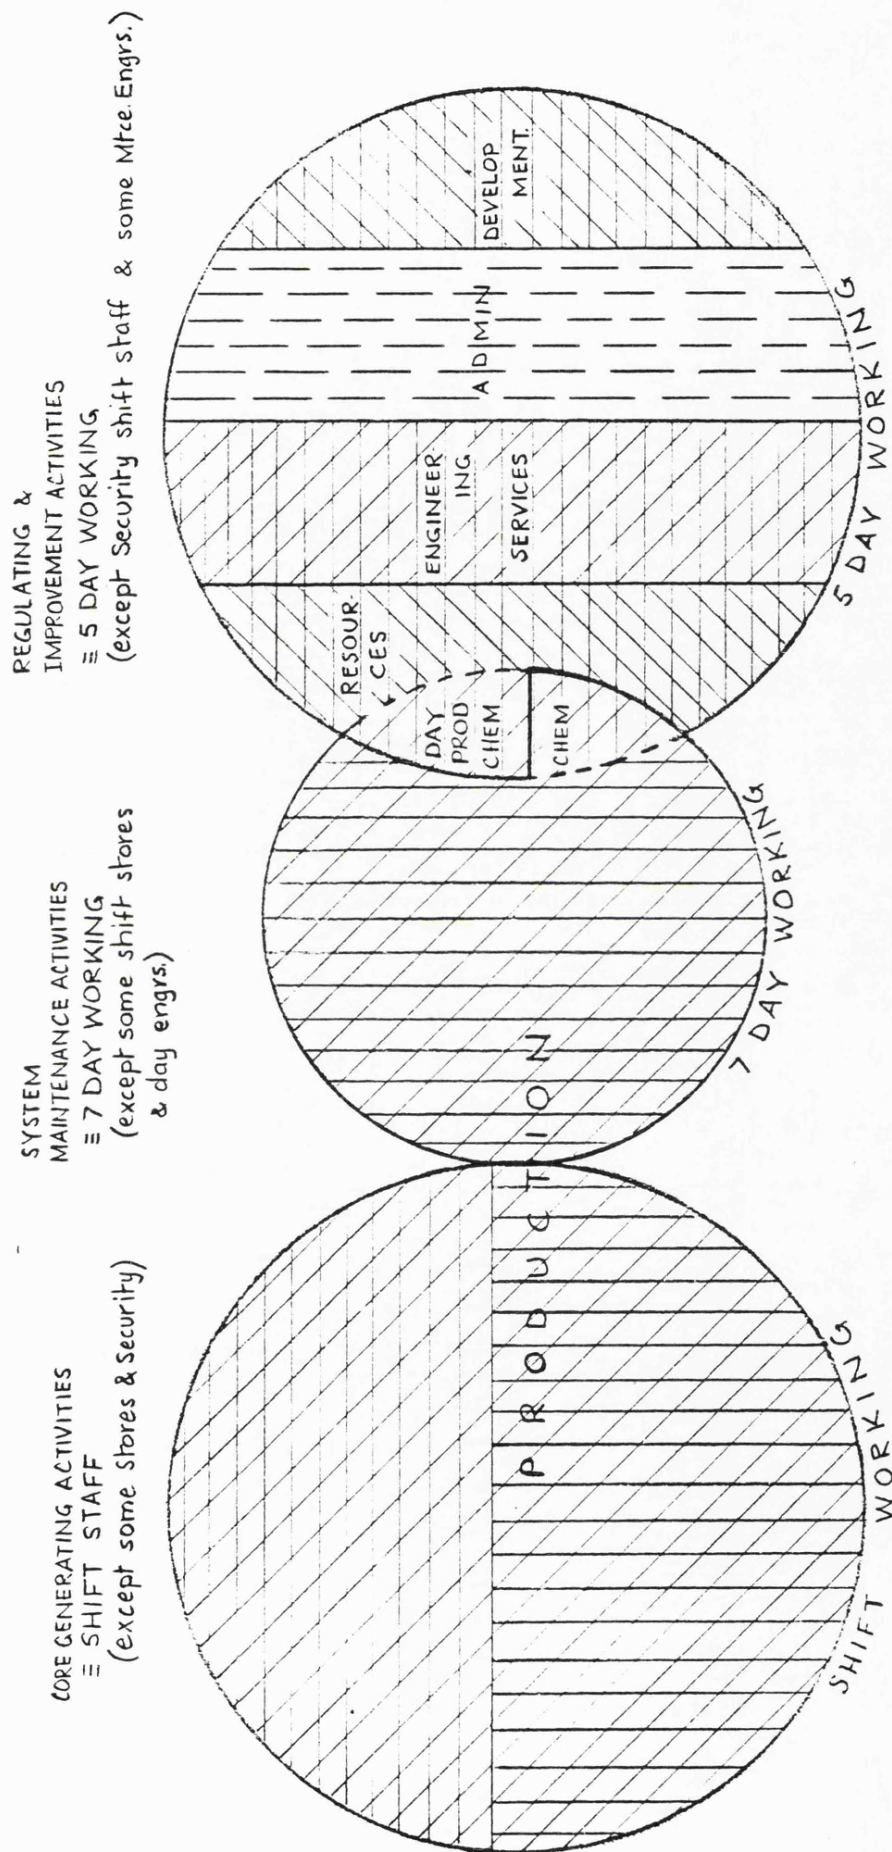 CORE GENERATING ACTIVITIES
≡ SHIFT STAFF
(except some Stores & Security)
SYSTEM
MAINTENANCE ACTIVITIES
≡ 7 DAY WORKING
(except some shift stores
& day engrs.)
REGULATING &
IMPROVEMENT ACTIVITIES
≡ 5 DAY WORKING
(except Security shift staff & some Mtce. Engrs.)
PRODUCTION
DAY
PROD
CHEM
CHEM
RESOUR-
CES
ENGINEER
ING
SERVICES
ADMIN
DEVELOP
MENT.
SHIFT WORKING
7 DAY WORKING
5 DAY WORKING